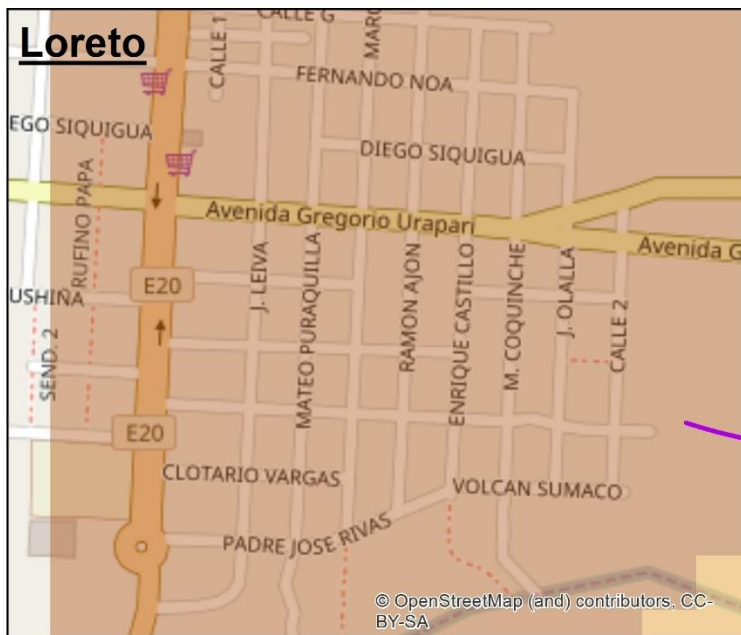 Loreto
CALLE G
CALLE 1
MARC
FERNANDO NOA
EGO SIQUIGUA
DIEGO SIQUIGUA
RUFINO PAPA
Avenida Gregorio Urapari
Avenida G
E20
USHIÑA
SEND. 2
J. LEIVA
MATEO PURAQUILLA
RAMON AJON
ENRIQUE CASTILLO
M. COQUINCHE
J. OLALLA
CALLE 2
E20
CLOTARIO VARGAS
VOLCAN SUMACO
PADRE JOSE RIVAS
© OpenStreetMap (and) contributors, CC-
BY-SA